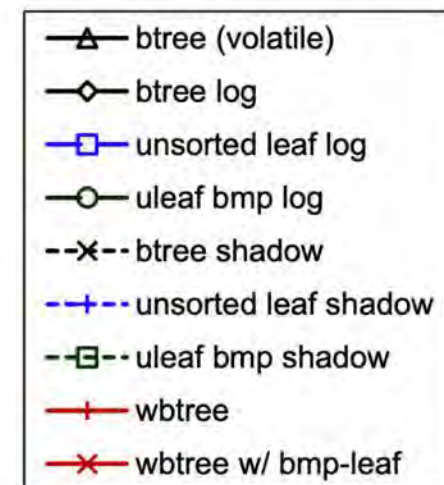 btree (volatile)
btree log
unsorted leaf log
uleaf bmp log
btree shadow
unsorted leaf shadow
uleaf bmp shadow
wbtree
wbtree w/ bmp-leaf